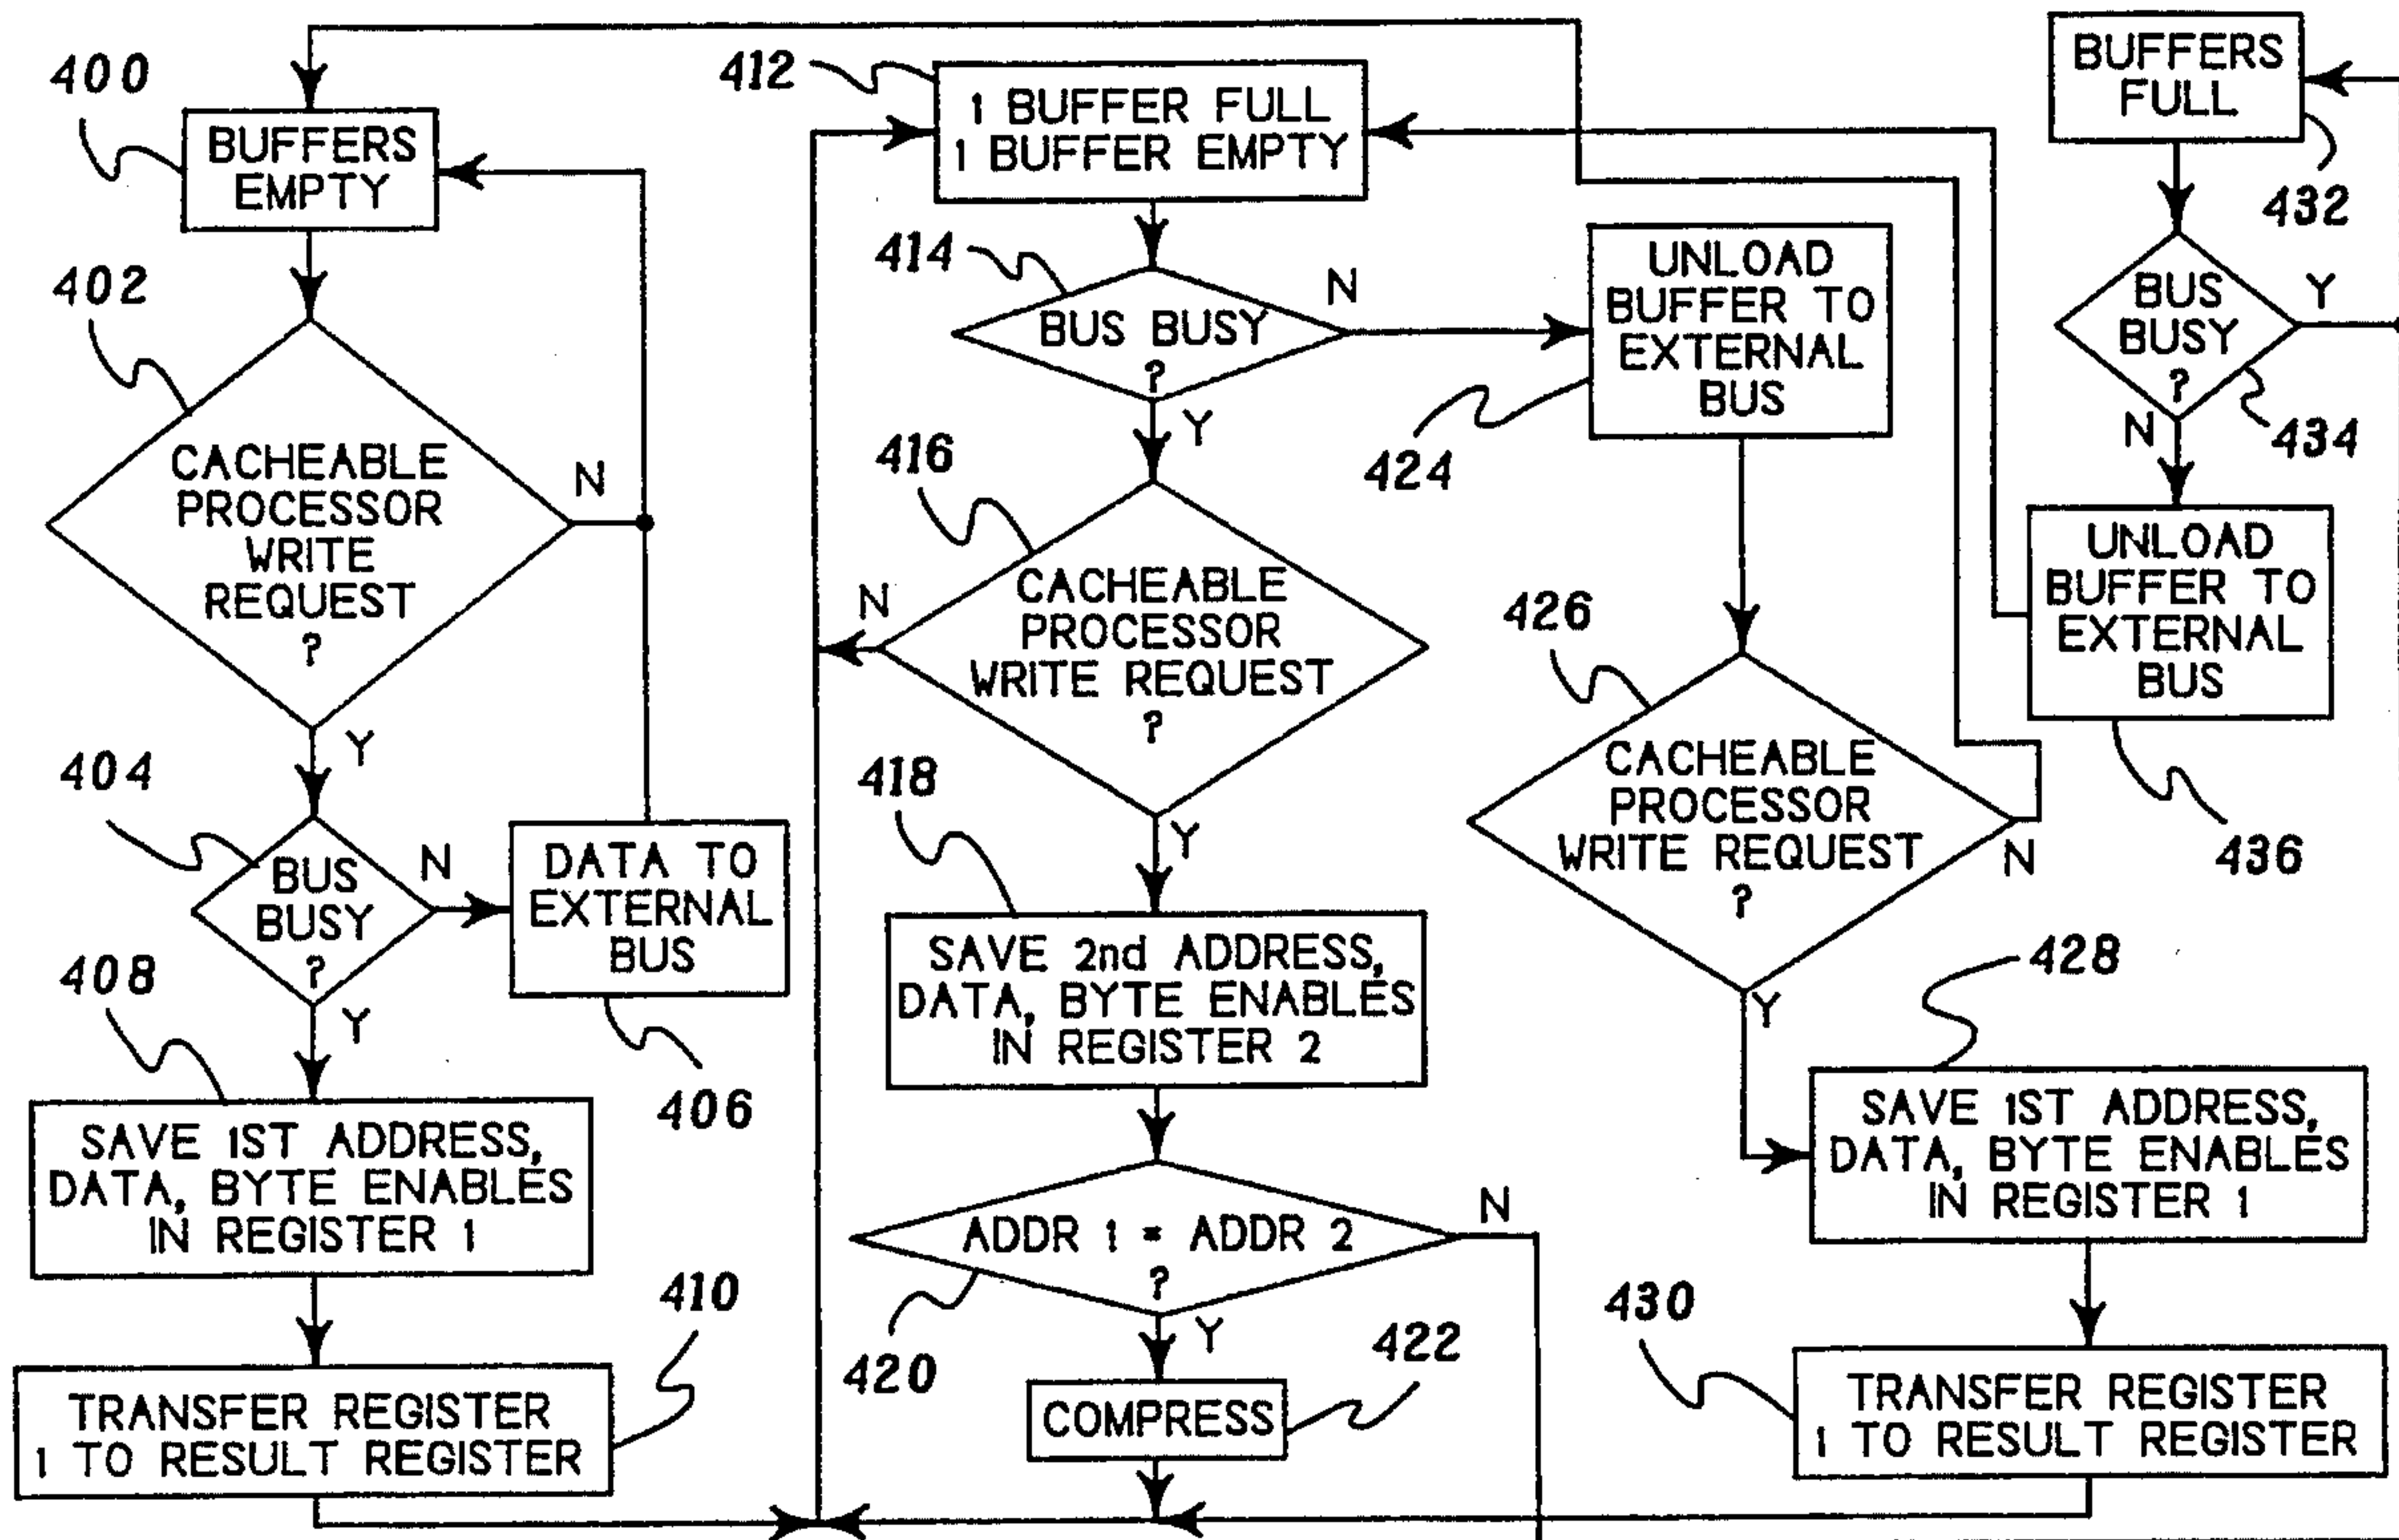 400
BUFFERS
EMPTY
402
CACHEABLE
PROCESSOR
WRITE
REQUEST
?
N
Y
404
BUS
BUSY
?
N
Y
DATA TO
EXTERNAL
BUS
406
408
SAVE 1ST ADDRESS,
DATA, BYTE ENABLES
IN REGISTER 1
410
TRANSFER REGISTER
1 TO RESULT REGISTER
412
1 BUFFER FULL
1 BUFFER EMPTY
414
BUS BUSY
?
N
Y
416
CACHEABLE
PROCESSOR
WRITE REQUEST
?
N
Y
418
SAVE 2nd ADDRESS,
DATA, BYTE ENABLES
IN REGISTER 2
ADDR 1 = ADDR 2
?
N
Y
420
COMPRESS
422
UNLOAD
BUFFER TO
EXTERNAL
BUS
424
426
CACHEABLE
PROCESSOR
WRITE REQUEST
?
N
Y
428
SAVE 1ST ADDRESS,
DATA, BYTE ENABLES
IN REGISTER 1
430
TRANSFER REGISTER
1 TO RESULT REGISTER
BUFFERS
FULL
432
BUS
BUSY
?
Y
N
434
UNLOAD
BUFFER TO
EXTERNAL
BUS
436